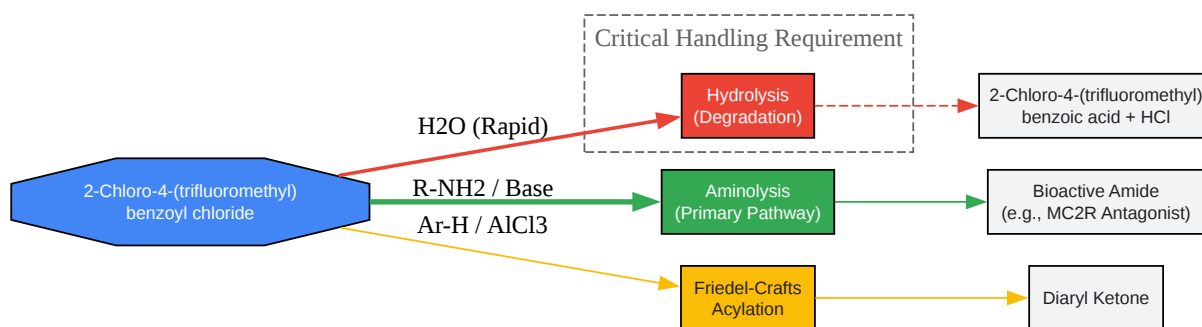 Critical Handling Requirement
Hydrolysis
(Degradation)
2-Chloro-4-(trifluoromethyl)
benzoic acid + HCl
H2O (Rapid)
2-Chloro-4-(trifluoromethyl)
benzoyl chloride
R-NH2 / Base
Aminolysis
(Primary Pathway)
Bioactive Amide
(e.g., MC2R Antagonist)
Ar-H / AlCl3
Friedel-Crafts
Acylation
Diaryl Ketone